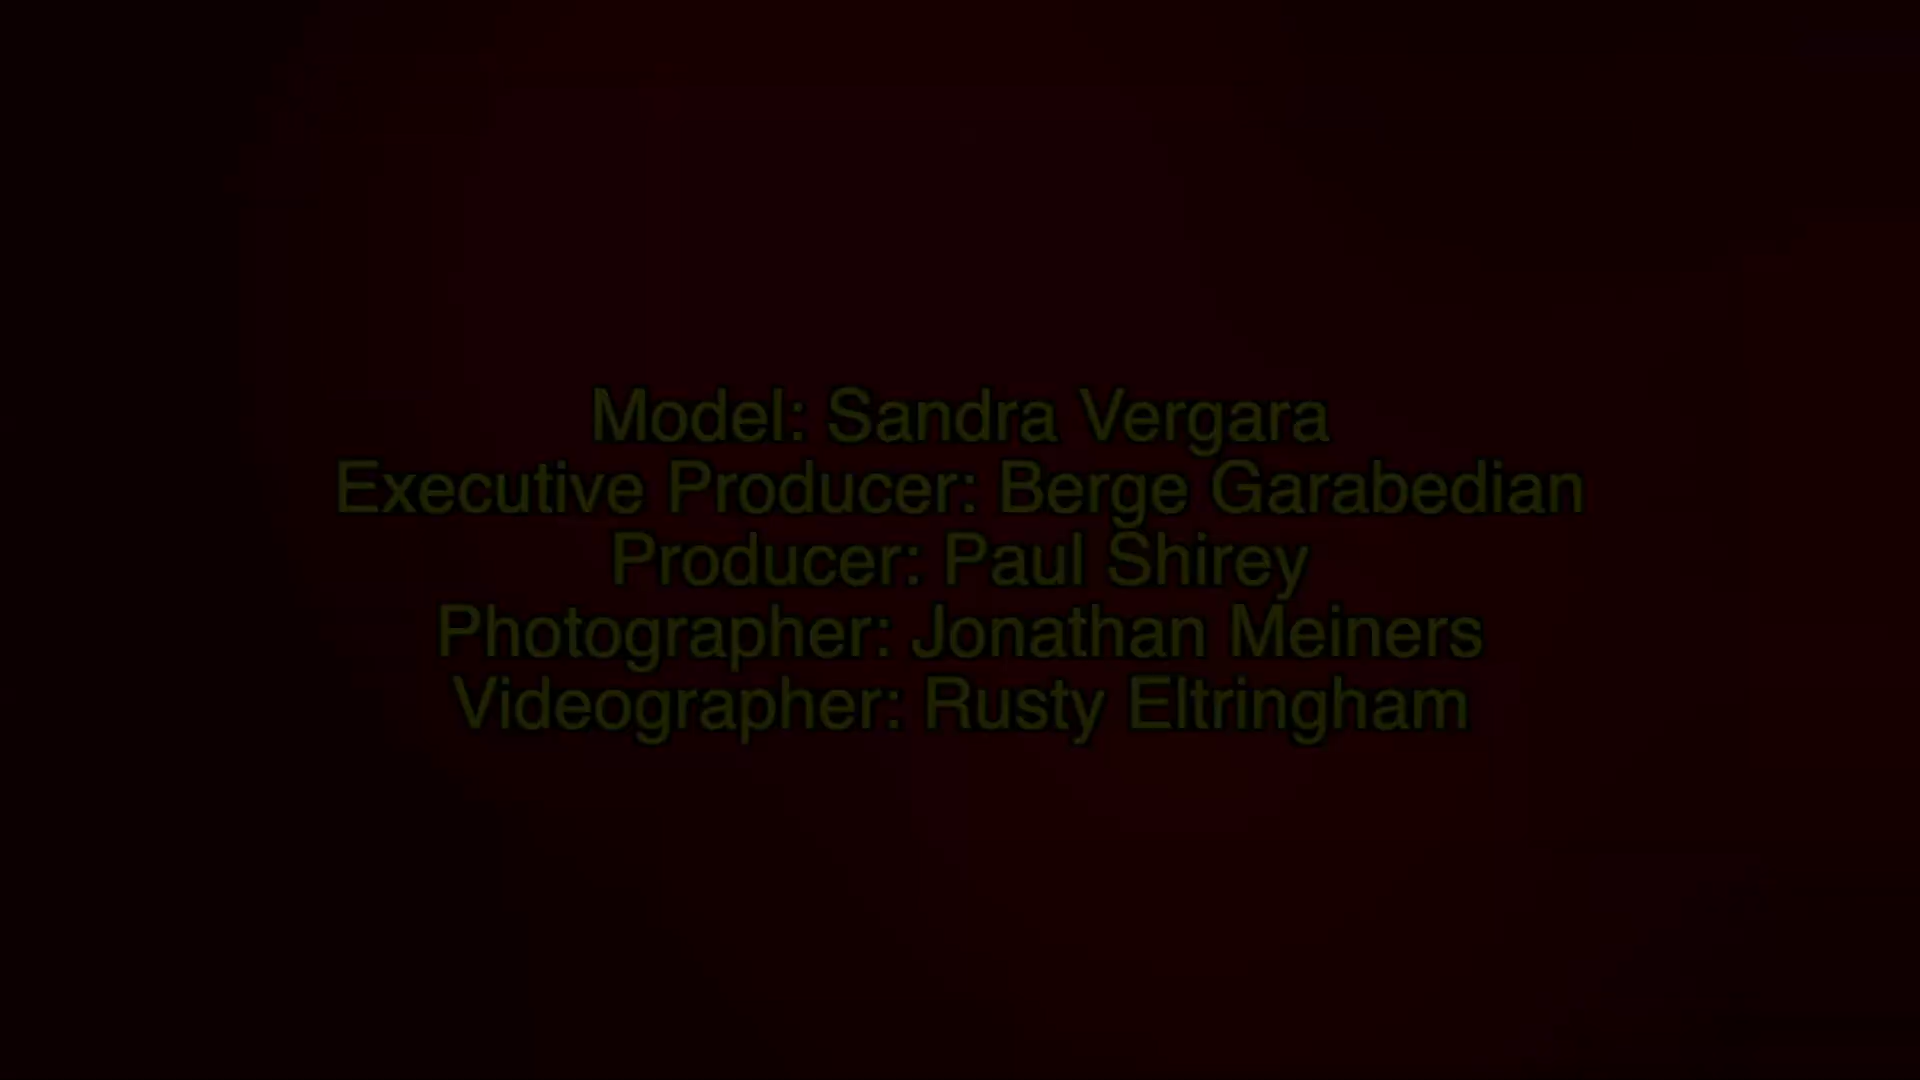 Model: Sandra Vergara
Executive Producer: Berge Garabedian
Producer: Paul Shirey
Photographer: Jonathan Meiners
Videographer: Rusty Eltringham